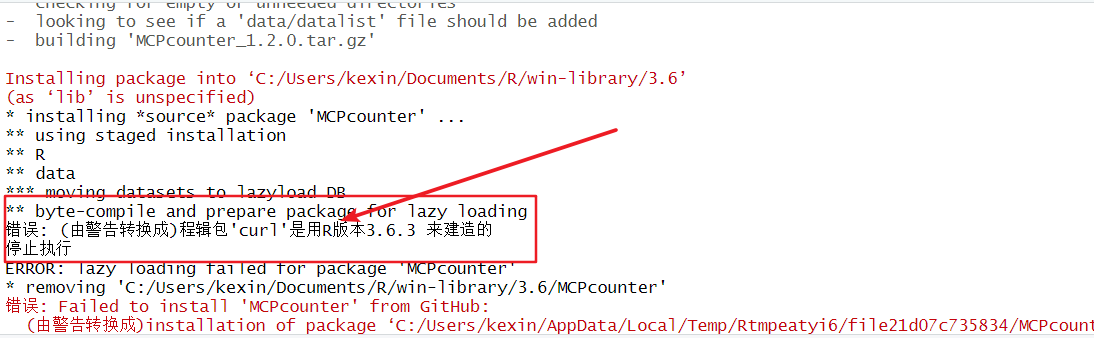 checking for empty or unneeded directories
-  looking to see if a 'data/datalist' file should be added
-  building 'MCPcounter_1.2.0.tar.gz'
Installing package into ‘C:/Users/kexin/Documents/R/win-library/3.6’
(as ‘lib’ is unspecified)
* installing *source* package 'MCPcounter' ...
** using staged installation
** R
** data
*** moving datasets to lazyload DB
** byte-compile and prepare package for lazy loading
错误: (由警告转换成)程辑包'curl'是用R版本3.6.3 来建造的
停止执行
ERROR: lazy loading failed for package 'MCPcounter'
* removing 'C:/Users/kexin/Documents/R/win-library/3.6/MCPcounter'
错误: Failed to install 'MCPcounter' from GitHub:
(由警告转换成)installation of package ‘C:/Users/kexin/AppData/Local/Temp/Rtmpeatyi6/file21d07c735834/MCPcount